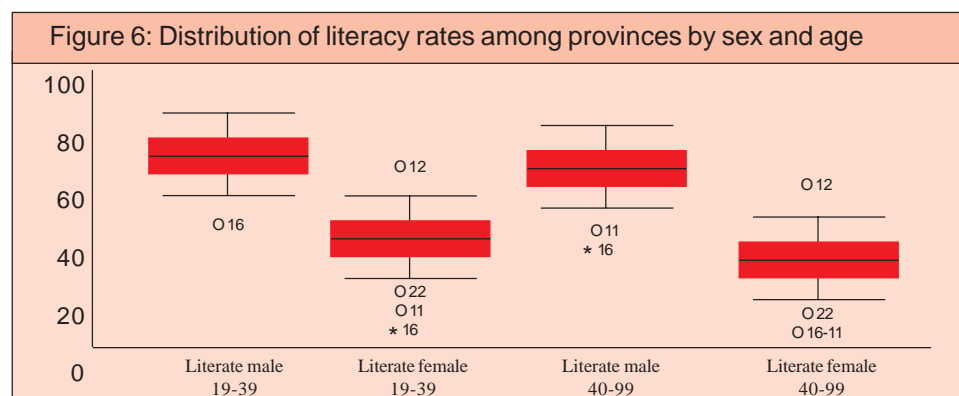 Figure 6: Distribution of literacy rates among provinces by sex and age
100
80
60
40
20
0
O 12
O 16
O 22
O 11
* 16
O 11
* 16
O 12
O 22
O 16-11
Literate male
19-39
Literate female
19-39
Literate male
40-99
Literate female
40-99